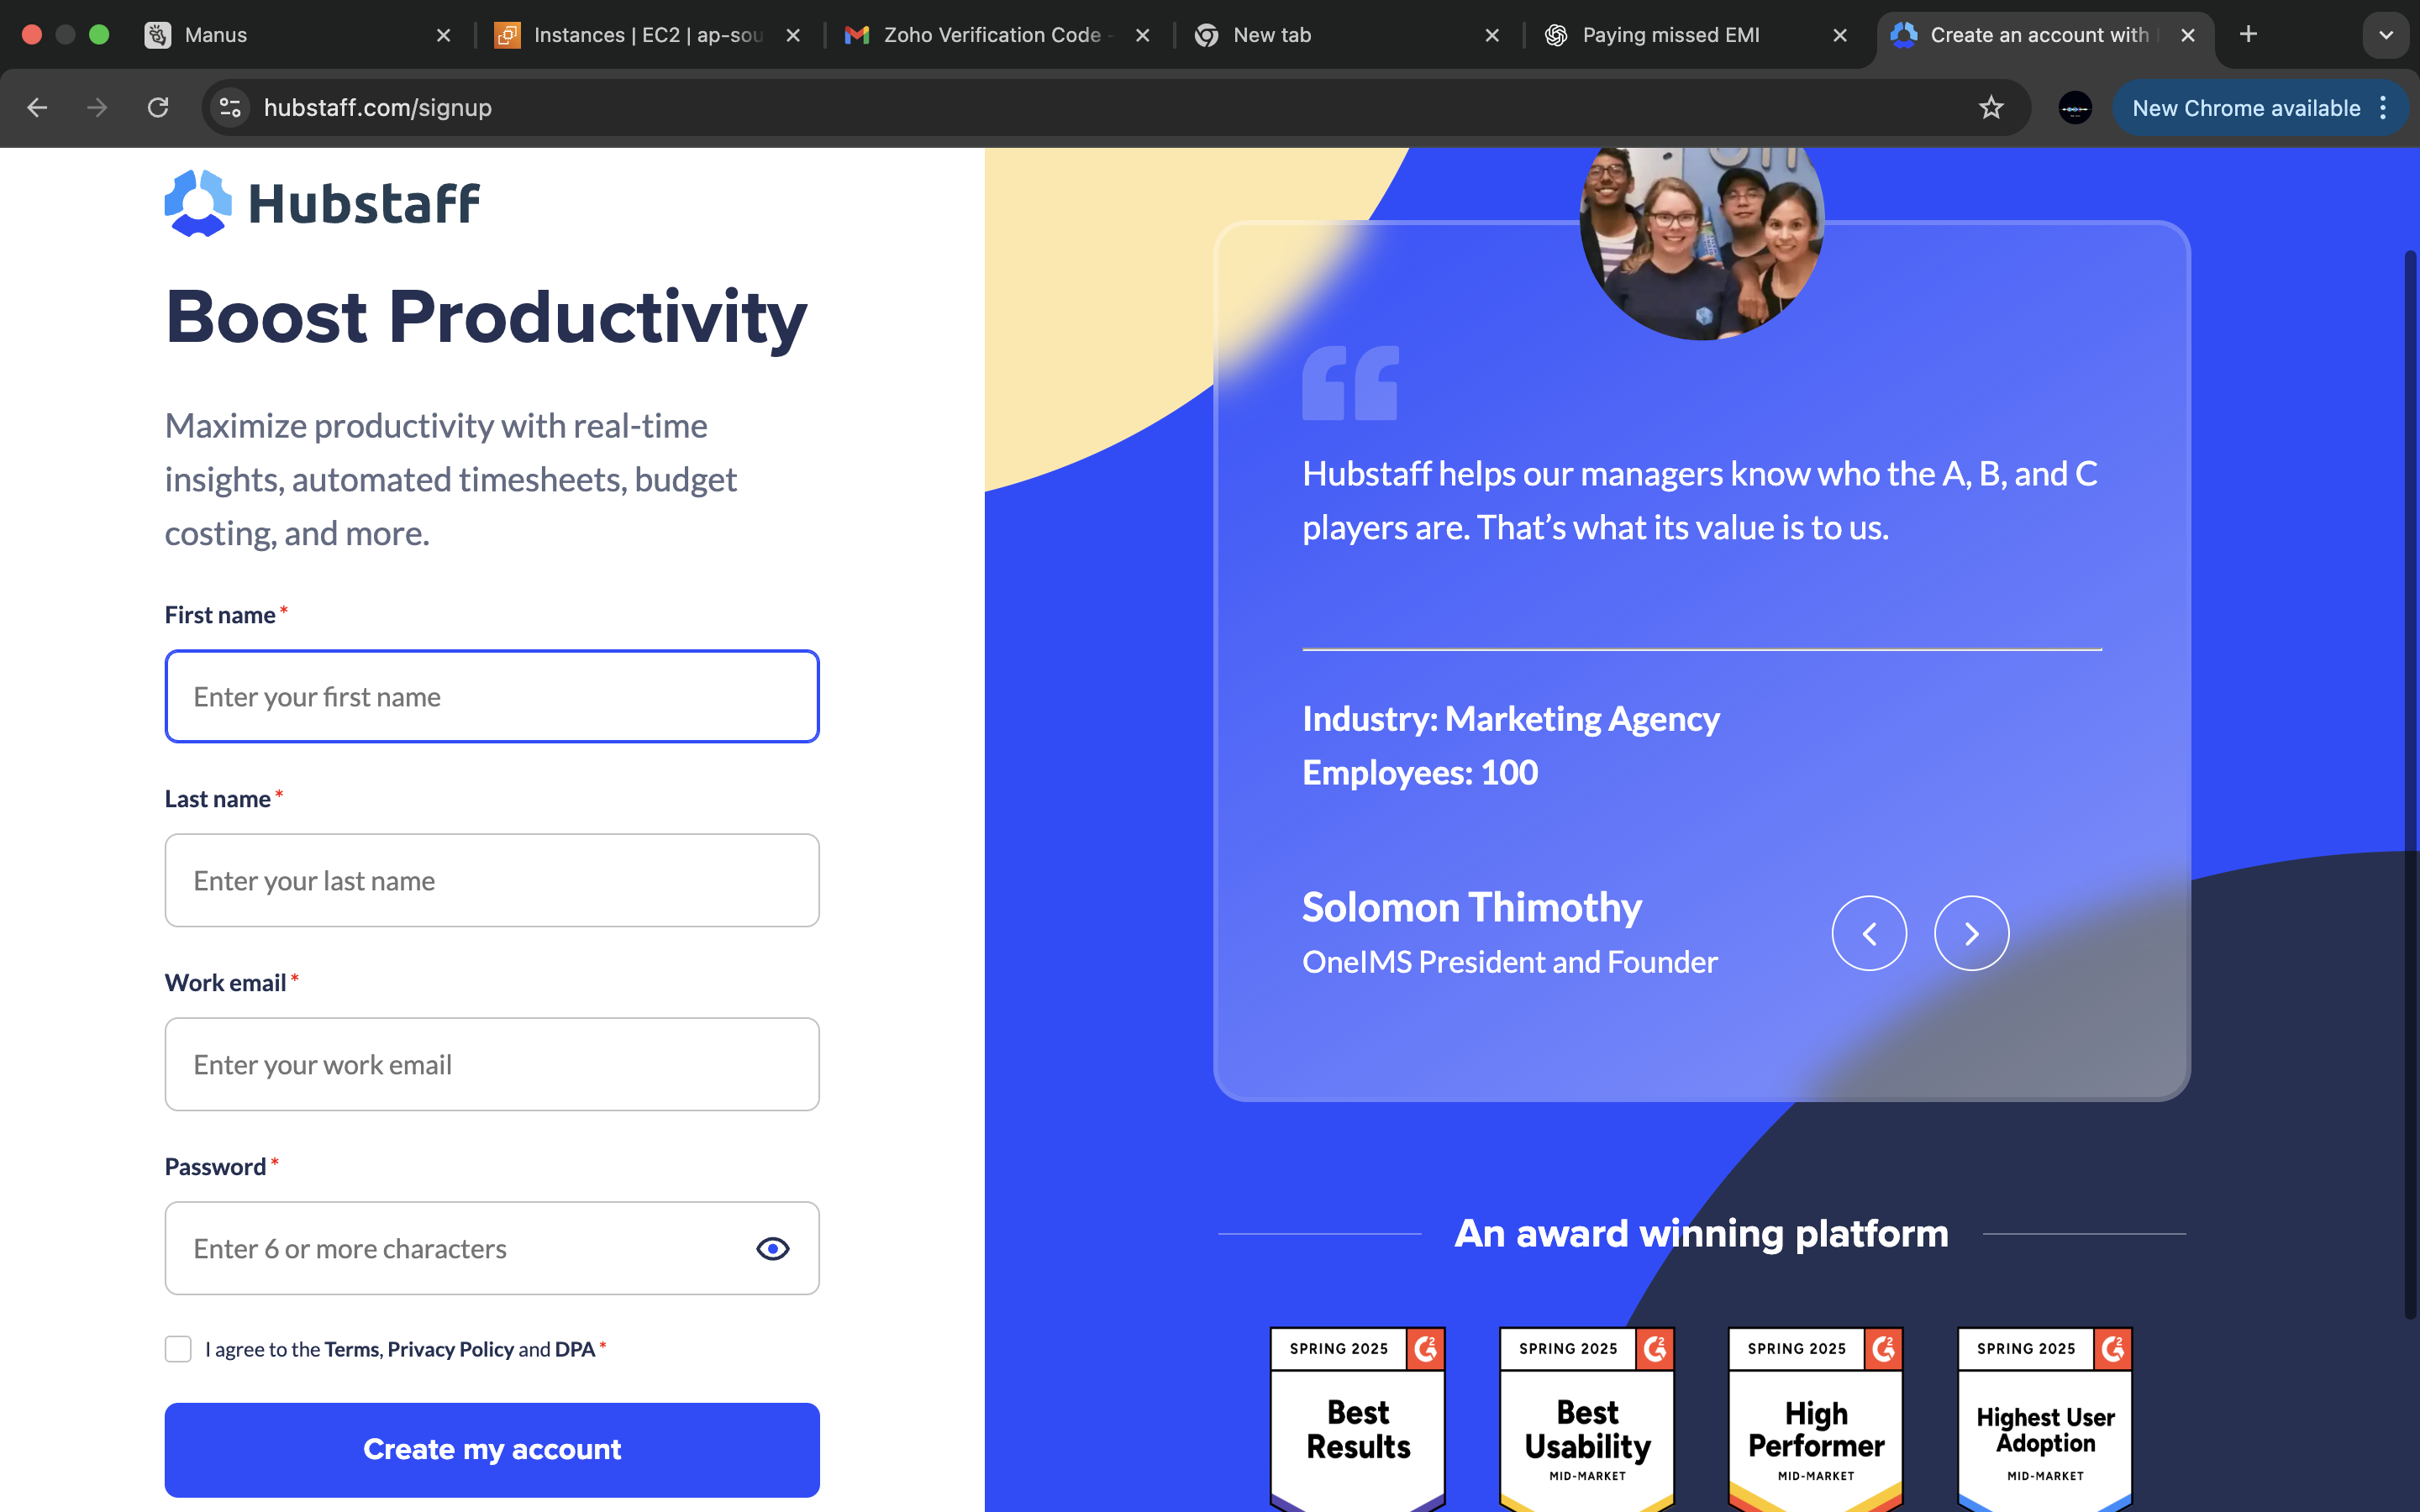 Manus
Instances | EC2 | ap-sou
Zoho Verification Code -
New tab
Paying missed EMI
Create an account with
hubstaff.com/signup
New Chrome available
Hubstaff
Boost Productivity
Maximize productivity with real-time
insights, automated timesheets, budget
costing, and more.
First name*
Enter your first name
Last name*
Enter your last name
Work email*
Enter your work email
Password*
Enter 6 or more characters
I agree to the Terms, Privacy Policy and DPA*
Create my account
Hubstaff helps our managers know who the A, B, and C
players are. That’s what its value is to us.
Industry: Marketing Agency
Employees: 100
Solomon Thimothy
OneIMS President and Founder
An award winning platform
SPRING 2025
Best
Results
SPRING 2025
Best
Usability
MID-MARKET
SPRING 2025
High
Performer
MID-MARKET
SPRING 2025
Highest User
Adoption
MID-MARKET